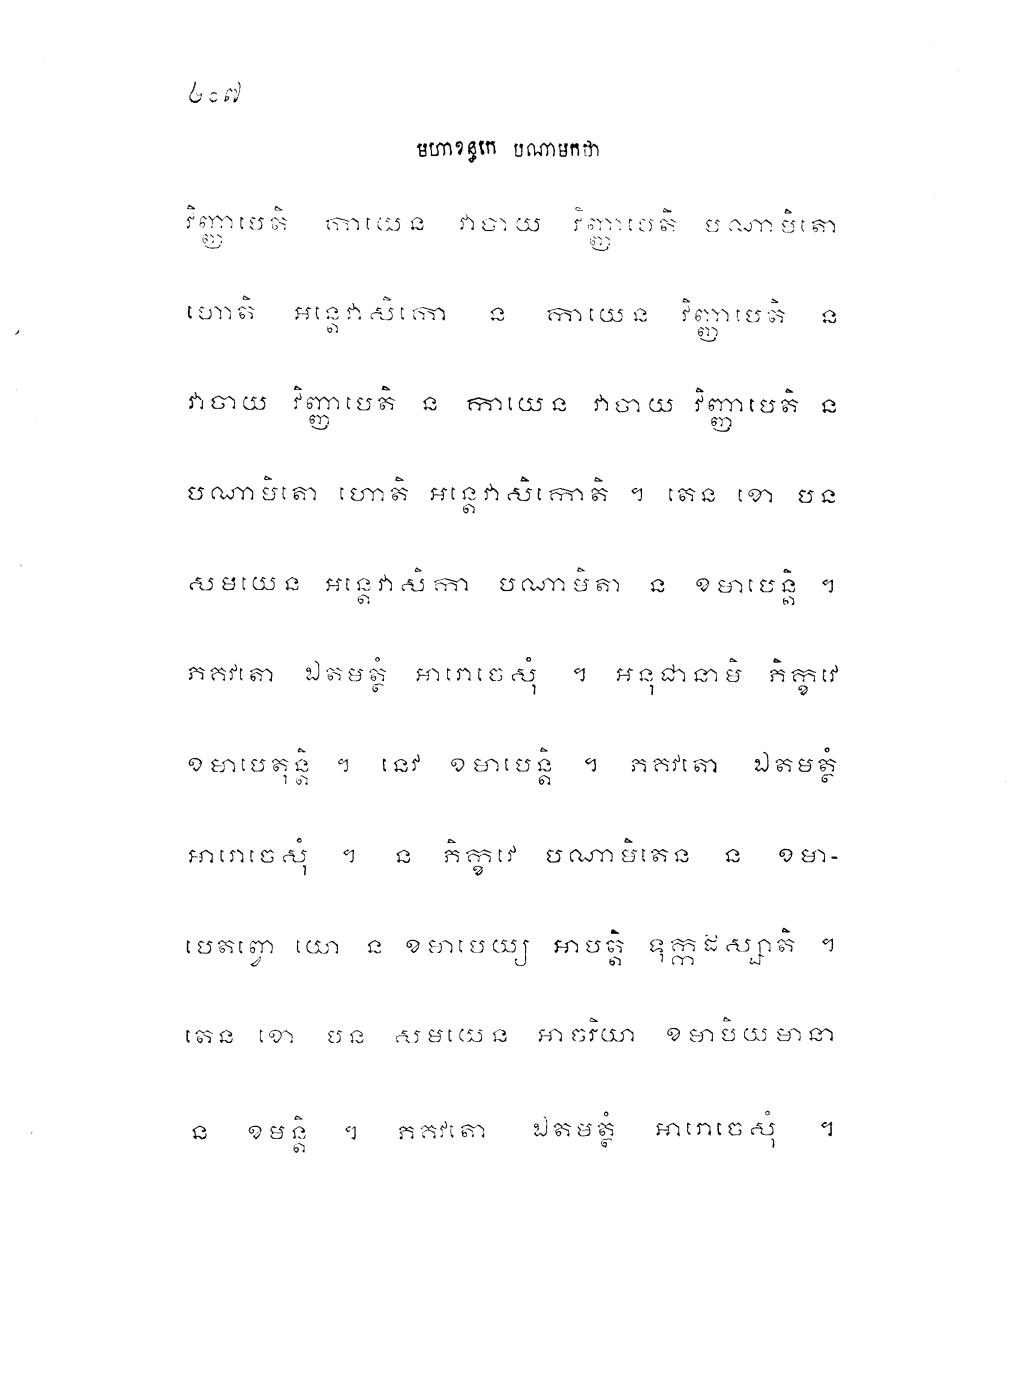 ២០៧
មហាខន្ធកេ បណាមកថា
វិញ្ញាបេតិ កាយេន វាចាយ វិញ្ញាបេតិ បណាមិតោ
ហោតិ អន្តេវាសិកោ ន កាយេន វិញ្ញាបេតិ ន
វាចាយ វិញ្ញាបេតិ ន កាយេន វាចាយ វិញ្ញាបេតិ ន
បណាមិតោ ហោតិ អន្តេវាសិកោតិ ។ តេន ខោ បន
សមយេន អន្តេវាសិកា បណាមិតា ន ខមាបេន្តិ ។
ភគវតោ ឯតមត្ថំ អារោចេសុំ ។ អនុជានាមិ ភិក្ខវេ
ខមាបេតុន្តិ ។ នេវ ខមាបេន្តិ ។ ភគវតោ ឯតមត្ថំ
អារោចេសុំ ។ ន ភិក្ខវេ បណាមិតេន ន ខមា-
បេតព្វោ យោ ន ខមាបេយ្យ អាបត្តិ ទុក្កដស្សាតិ ។
តេន ខោ បន សមយេន អាចរិយា ខមាបិយមានា
ន ខមន្តិ ។ ភគវតោ ឯតមត្ថំ អារោចេសុំ ។